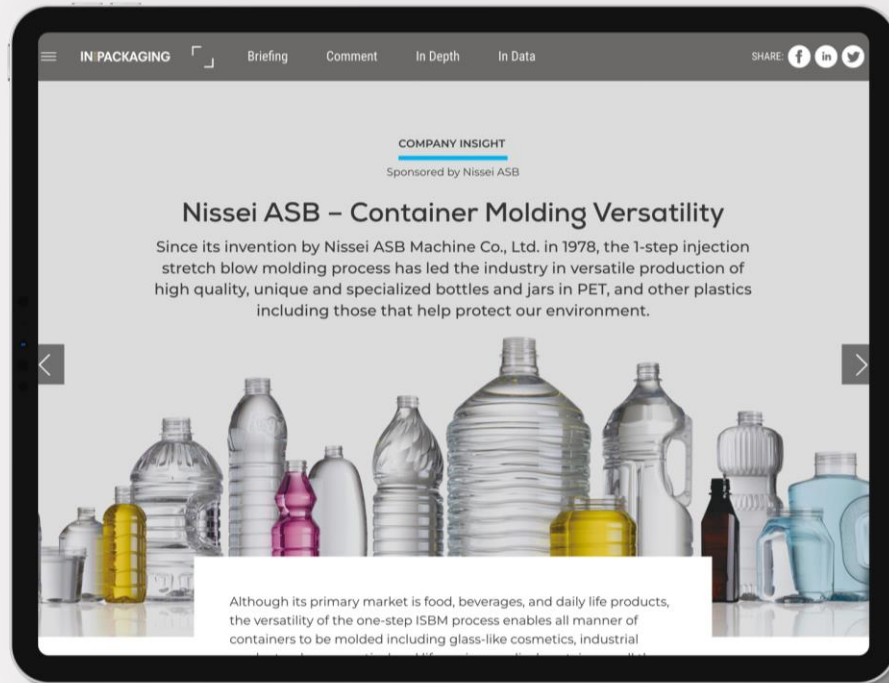 IN|PACKAGING Briefing Comment In Depth In Data SHARE: f in
COMPANY INSIGHT
Sponsored by Nissei ASB
Nissei ASB – Container Molding Versatility
Since its invention by Nissei ASB Machine Co., Ltd. in 1978, the 1-step injection
stretch blow molding process has led the industry in versatile production of
high quality, unique and specialized bottles and jars in PET, and other plastics
including those that help protect our environment.
Although its primary market is food, beverages, and daily life products,
the versatility of the one-step ISBM process enables all manner of
containers to be molded including glass-like cosmetics, industrial